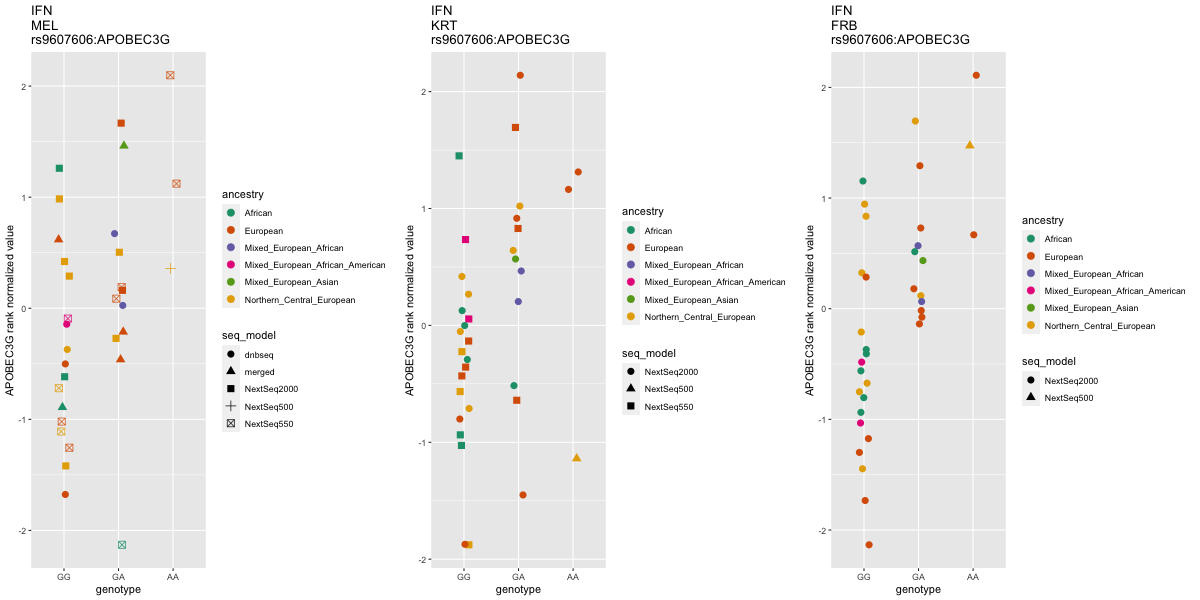 IFN
MEL
rs9607606:APOBEC3G
APOBEC3G rank normalized value
2
1
0
-1
-2
GG GA AA
genotype
ancestry
African
European
Mixed_European_African
Mixed_European_African_American
Mixed_European_Asian
Northern_Central_European
seq_model
dnbseq
merged
NextSeq2000
NextSeq500
NextSeq550
IFN
KRT
rs9607606:APOBEC3G
APOBEC3G rank normalized value
2
1
0
-1
-2
GG GA AA
genotype
ancestry
African
European
Mixed_European_African
Mixed_European_African_American
Mixed_European_Asian
Northern_Central_European
seq_model
NextSeq2000
NextSeq500
NextSeq550
IFN
FRB
rs9607606:APOBEC3G
APOBEC3G rank normalized value
2
1
0
-1
-2
GG GA AA
genotype
ancestry
African
European
Mixed_European_African
Mixed_European_African_American
Mixed_European_Asian
Northern_Central_European
seq_model
NextSeq2000
NextSeq500